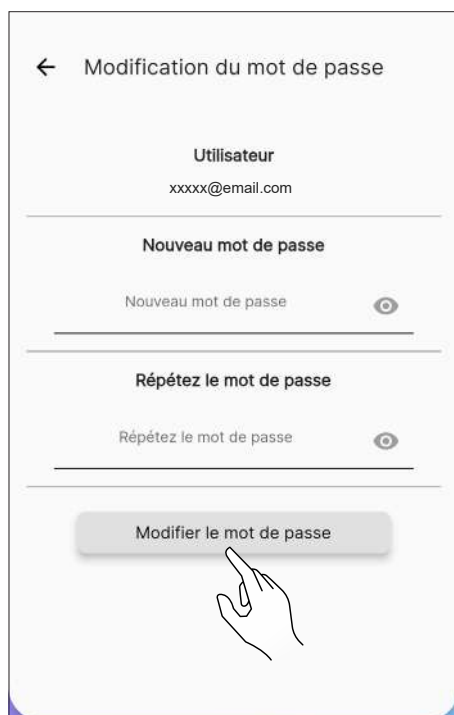 Modification du mot de passe
Utilisateur
xxxxx@email.com
Nouveau mot de passe
Nouveau mot de passe
Répétez le mot de passe
Répétez le mot de passe
Modifier le mot de passe